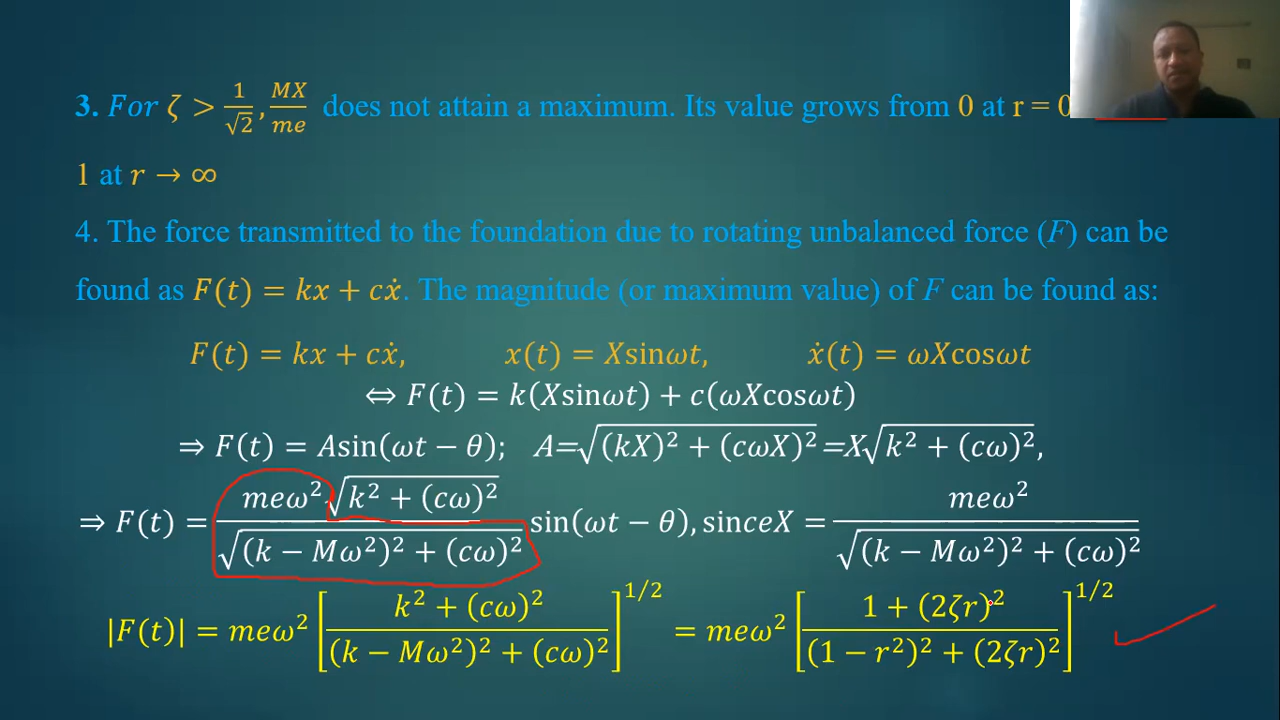 3. For ζ > 1/√2, MX/me does not attain a maximum. Its value grows from 0 at r = 0
1 at r → ∞
4. The force transmitted to the foundation due to rotating unbalanced force (F) can be
found as F(t) = kx + cẋ. The magnitude (or maximum value) of F can be found as:
F(t) = kx + cẋ, x(t) = Xsinωt, ẋ(t) = ωXcosωt
⇔ F(t) = k(Xsinωt) + c(ωXcosωt)
⇒ F(t) = Asin(ωt − θ); A=√((kX)² + (cωX)²)=X√(k² + (cω)²),
⇒ F(t) = meω²√(k² + (cω)²) / √((k − Mω²)² + (cω)²) sin(ωt − θ), sinceX = meω² / √((k − Mω²)² + (cω)²)
|F(t)| = meω² [(k² + (cω)²) / ((k − Mω²)² + (cω)²)]^1/2 = meω² [(1 + (2ζr)²) / ((1 − r²)² + (2ζr)²)]^1/2